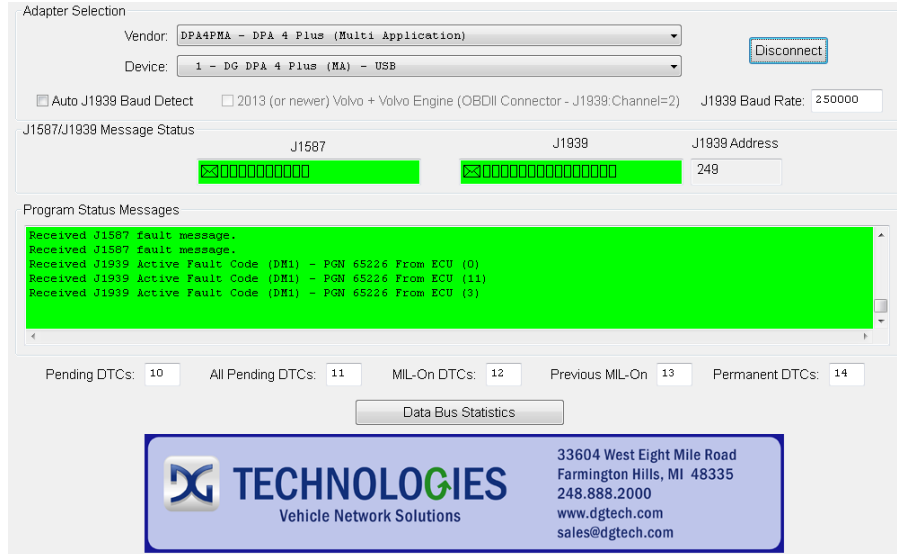 Adapter Selection
Vendor: DPA4PMA - DPA 4 Plus (Multi Application)
Disconnect
Device: 1 - DG DPA 4 Plus (MA) - USB
Auto J1939 Baud Detect 2013 (or newer) Volvo + Volvo Engine (OBDII Connector - J1939:Channel=2) J1939 Baud Rate: 250000
J1587/J1939 Message Status
J1587 J1939 J1939 Address
249
Program Status Messages
Received J1587 fault message.
Received J1587 fault message.
Received J1939 Active Fault Code (DM1) - PGN 65226 From ECU (0)
Received J1939 Active Fault Code (DM1) - PGN 65226 From ECU (11)
Received J1939 Active Fault Code (DM1) - PGN 65226 From ECU (3)
Pending DTCs: 10 All Pending DTCs: 11 MIL-On DTCs: 12 Previous MIL-On 13 Permanent DTCs: 14
Data Bus Statistics
DG TECHNOLOGIES
Vehicle Network Solutions
33604 West Eight Mile Road
Farmington Hills, MI 48335
248.888.2000
www.dgtech.com
sales@dgtech.com